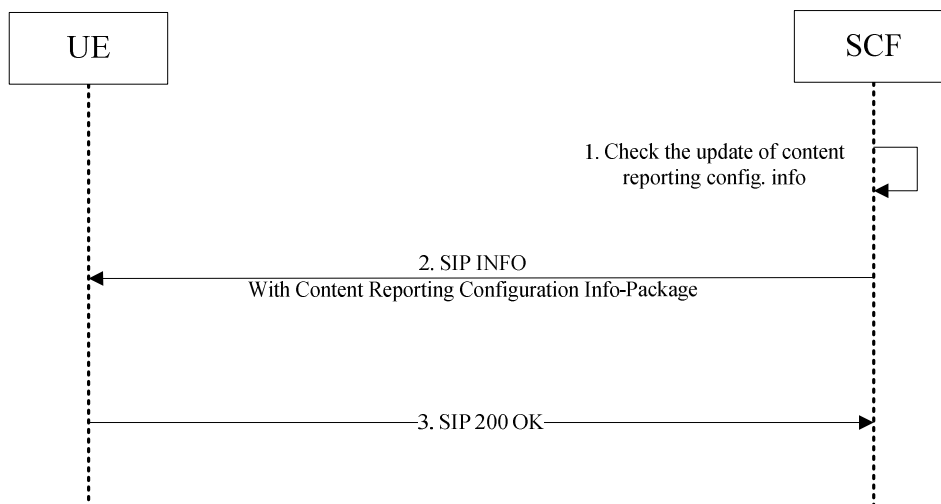 UE
SCF
1. Check the update of content
reporting config. info
2. SIP INFO
With Content Reporting Configuration Info-Package
3. SIP 200 OK